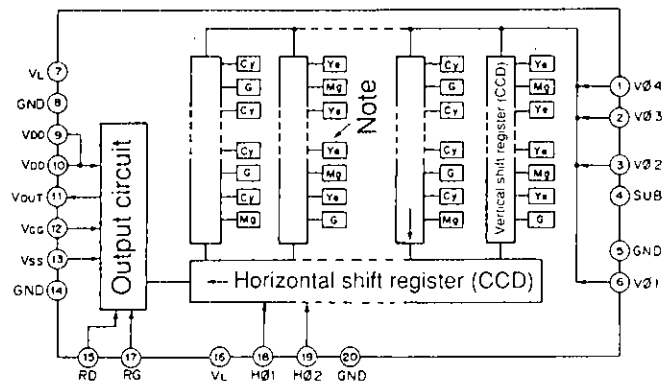 VL 7
GND 8
VDD 9
VDD 10
VOUT 11
VGG 12
VSS 13
GND 14
Output circuit
Cy
G
Cy
Cy
G
Cy
Mg
Ye
Mg
Ye
Ye
Mg
Ye
G
Note
Cy
G
Cy
Cy
G
Cy
Mg
Vertical shift register (CCD)
Ye
Mg
Ye
Ye
Mg
Ye
G
Horizontal shift register (CCD)
1 VØ4
2 VØ3
3 VØ2
4 SUB
5 GND
6 VØ1
15 17 16 18 19 20
RD RG VL HØ1 HØ2 GND